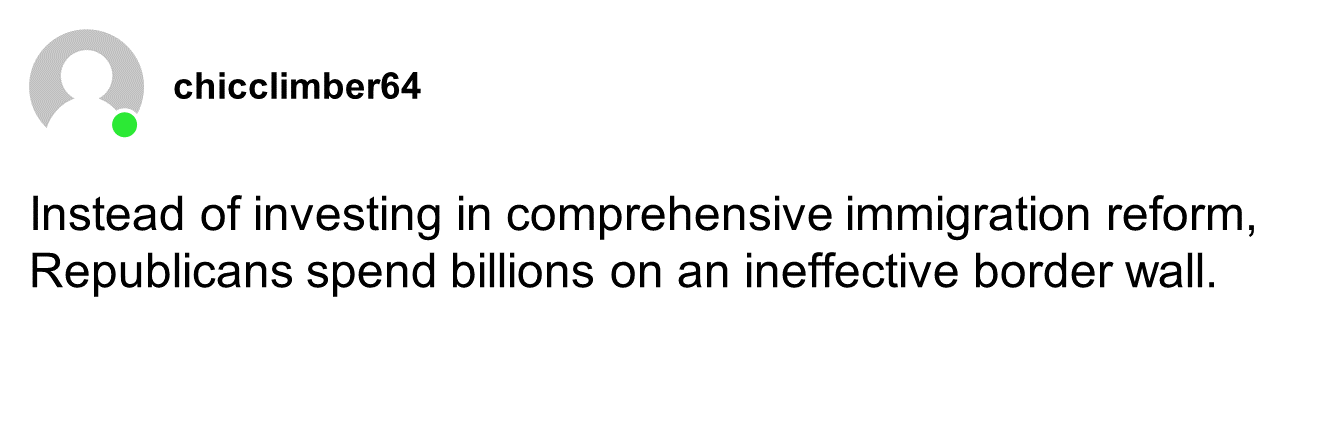 chicclimber64
Instead of investing in comprehensive immigration reform,
Republicans spend billions on an ineffective border wall.